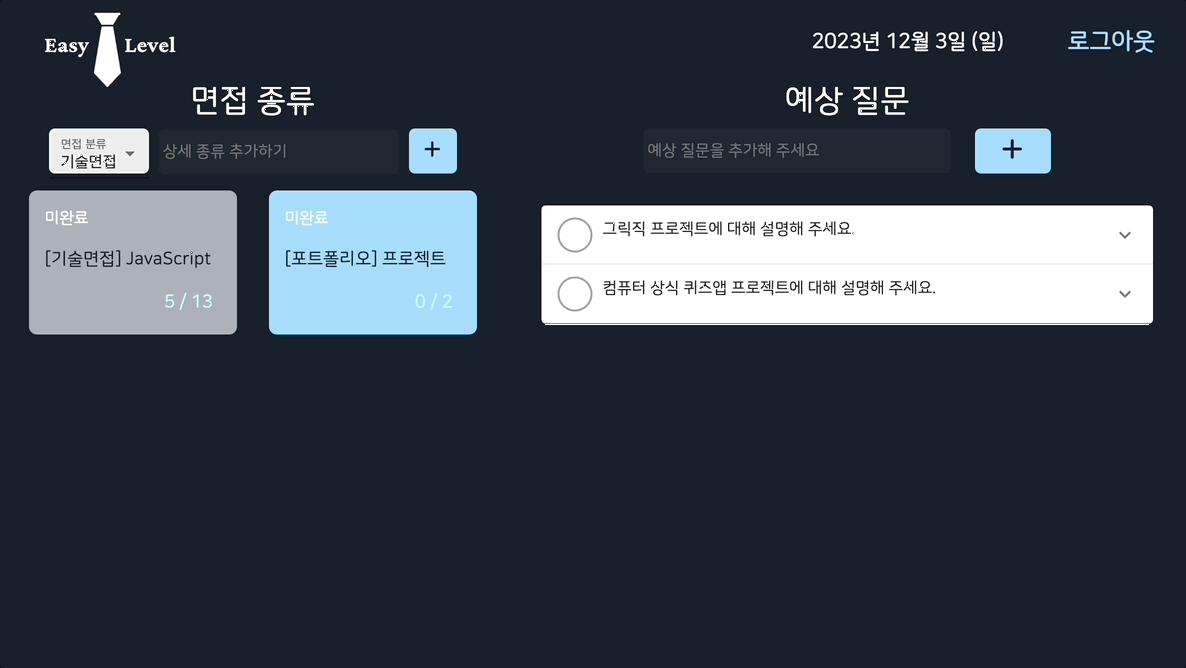 Easy Level
2023년 12월 3일 (일)
로그아웃
면접 종류
면접 분류
기술면접
상세 종류 추가하기
+
미완료
[기술면접] JavaScript
5 / 13
미완료
[포트폴리오] 프로젝트
0 / 2
예상 질문
예상 질문을 추가해 주세요
+
그릭직 프로젝트에 대해 설명해 주세요.
컴퓨터 상식 퀴즈앱 프로젝트에 대해 설명해 주세요.